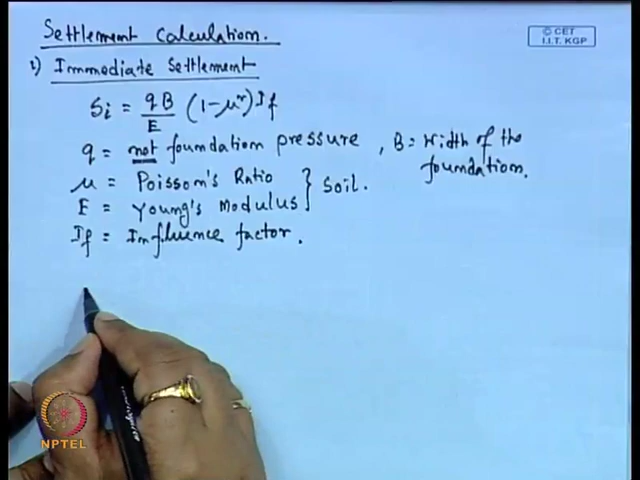 Settlement Calculation.
© CET
I.I.T. KGP
1) Immediate Settlement
Si = qB/E (1-μ²) If
q = not foundation pressure , B = width of the foundation.
μ = Poisson's Ratio } Soil.
E = Young's Modulus
If = Influence factor.
NPTEL